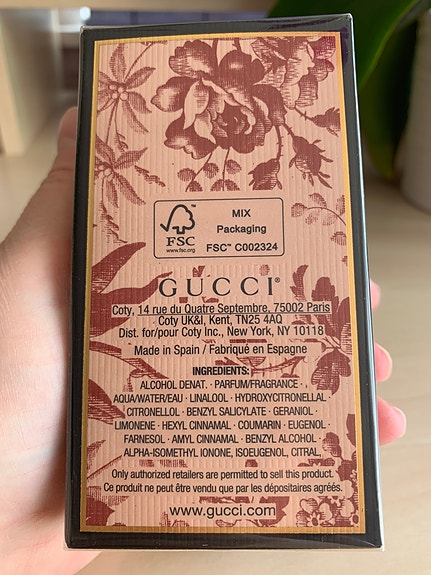 FSC™
www.fsc.org
MIX
Packaging
FSC™ C002324
GUCCI®
Coty, 14 rue du Quatre Septembre, 75002 Paris
Coty UK&I, Kent, TN25 4AQ
Dist. for/pour Coty Inc., New York, NY 10118
Made in Spain / Fabriqué en Espagne
INGREDIENTS:
ALCOHOL DENAT. · PARFUM/FRAGRANCE ·
AQUA/WATER/EAU · LINALOOL · HYDROXYCITRONELLAL
CITRONELLOL · BENZYL SALICYLATE · GERANIOL ·
LIMONENE · HEXYL CINNAMAL · COUMARIN · EUGENOL ·
FARNESOL · AMYL CINNAMAL · BENZYL ALCOHOL ·
ALPHA-ISOMETHYL IONONE, ISOEUGENOL, CITRAL,
Only authorized retailers are permitted to sell this product.
Ce produit ne peut être vendu que par les dépositaires agréés.
www.gucci.com